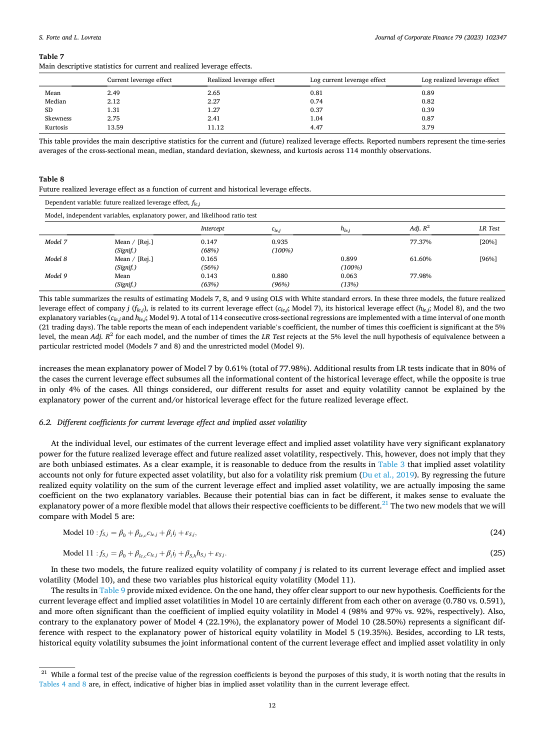 S. Forte and L. Lovreta
Journal of Corporate Finance 79 (2023) 102347
Table 7
Main descriptive statistics for current and realized leverage effects.
Current leverage effect Realized leverage effect Log current leverage effect Log realized leverage effect
Mean 2.49 2.65 0.81 0.89
Median 2.12 2.27 0.74 0.82
SD 1.31 1.27 0.37 0.39
Skewness 2.75 2.41 1.04 0.87
Kurtosis 13.59 11.12 4.47 3.79
This table provides the main descriptive statistics for the current and (future) realized leverage effects. Reported numbers represent the time-series
averages of the cross-sectional mean, median, standard deviation, skewness, and kurtosis across 114 monthly observations.
Table 8
Future realized leverage effect as a function of current and historical leverage effects.
Dependent variable: future realized leverage effect, f_le,j
Model, independent variables, explanatory power, and likelihood ratio test
Intercept c_le,j h_le,j Adj. R² LR Test
Model 7 Mean / [Rej.] 0.147 0.935 77.37% [20%]
(Signif.) (68%) (100%)
Model 8 Mean / [Rej.] 0.165 0.899 61.60% [96%]
(Signif.) (56%) (100%)
Model 9 Mean 0.143 0.880 0.063 77.98%
(Signif.) (63%) (96%) (13%)
This table summarizes the results of estimating Models 7, 8, and 9 using OLS with White standard errors. In these three models, the future realized
leverage effect of company j (f_le,j), is related to its current leverage effect (c_le,j; Model 7), its historical leverage effect (h_le,j; Model 8), and the two
explanatory variables (c_le,j and h_le,j; Model 9). A total of 114 consecutive cross-sectional regressions are implemented with a time interval of one month
(21 trading days). The table reports the mean of each independent variable's coefficient, the number of times this coefficient is significant at the 5%
level, the mean Adj. R² for each model, and the number of times the LR Test rejects at the 5% level the null hypothesis of equivalence between a
particular restricted model (Models 7 and 8) and the unrestricted model (Model 9).
increases the mean explanatory power of Model 7 by 0.61% (total of 77.98%). Additional results from LR tests indicate that in 80% of
the cases the current leverage effect subsumes all the informational content of the historical leverage effect, while the opposite is true
in only 4% of the cases. All things considered, our different results for asset and equity volatility cannot be explained by the
explanatory power of the current and/or historical leverage effect for the future realized leverage effect.
6.2. Different coefficients for current leverage effect and implied asset volatility
At the individual level, our estimates of the current leverage effect and implied asset volatility have very significant explanatory
power for the future realized leverage effect and future realized asset volatility, respectively. This, however, does not imply that they
are both unbiased estimates. As a clear example, it is reasonable to deduce from the results in Table 3 that implied asset volatility
accounts not only for future expected asset volatility, but also for a volatility risk premium (Du et al., 2019). By regressing the future
realized equity volatility on the sum of the current leverage effect and implied asset volatility, we are actually imposing the same
coefficient on the two explanatory variables. Because their potential bias can in fact be different, it makes sense to evaluate the
explanatory power of a more flexible model that allows their respective coefficients to be different.²¹ The two new models that we will
compare with Model 5 are:
Model 10 : f_S,j = β_0 + β_le,c c_le,j + β_i i_j + ε_S,j. (24)
Model 11 : f_S,j = β_0 + β_le,c c_le,j + β_i i_j + β_S,h h_S,j + ε_S,j. (25)
In these two models, the future realized equity volatility of company j is related to its current leverage effect and implied asset
volatility (Model 10), and these two variables plus historical equity volatility (Model 11).
The results in Table 9 provide mixed evidence. On the one hand, they offer clear support to our new hypothesis. Coefficients for the
current leverage effect and implied asset volatilities in Model 10 are certainly different from each other on average (0.780 vs. 0.591),
and more often significant than the coefficient of implied equity volatility in Model 4 (98% and 97% vs. 92%, respectively). Also,
contrary to the explanatory power of Model 4 (22.19%), the explanatory power of Model 10 (28.50%) represents a significant dif-
ference with respect to the explanatory power of historical equity volatility in Model 5 (19.35%). Besides, according to LR tests,
historical equity volatility subsumes the joint informational content of the current leverage effect and implied asset volatility in only
²¹ While a formal test of the precise value of the regression coefficients is beyond the purposes of this study, it is worth noting that the results in
Tables 4 and 8 are, in effect, indicative of higher bias in implied asset volatility than in the current leverage effect.
12